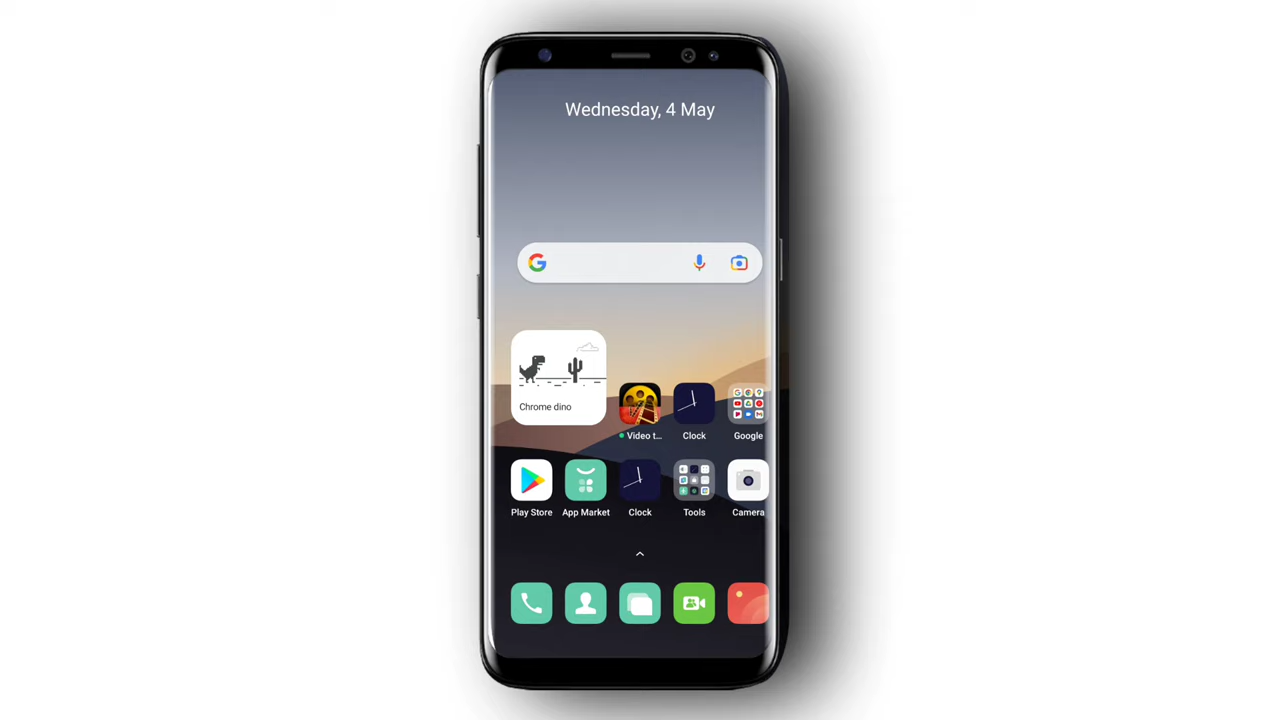 Wednesday, 4 May
Chrome dino
Video t...
Clock
Google
Play Store
App Market
Clock
Tools
Camera